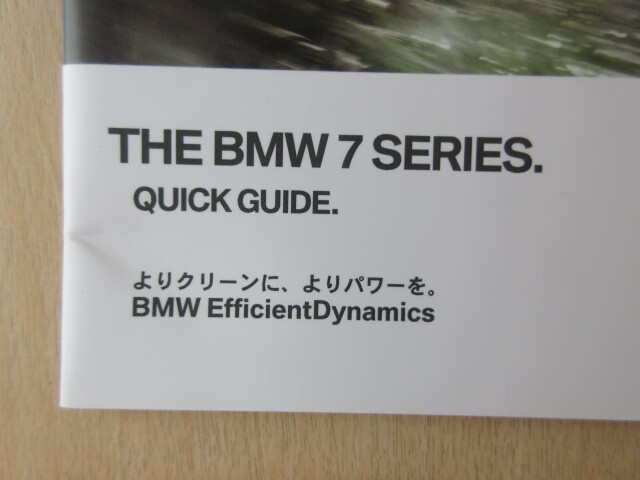 THE BMW 7 SERIES.
QUICK GUIDE.
よりクリーンに、よりパワーを。
BMW EfficientDynamics